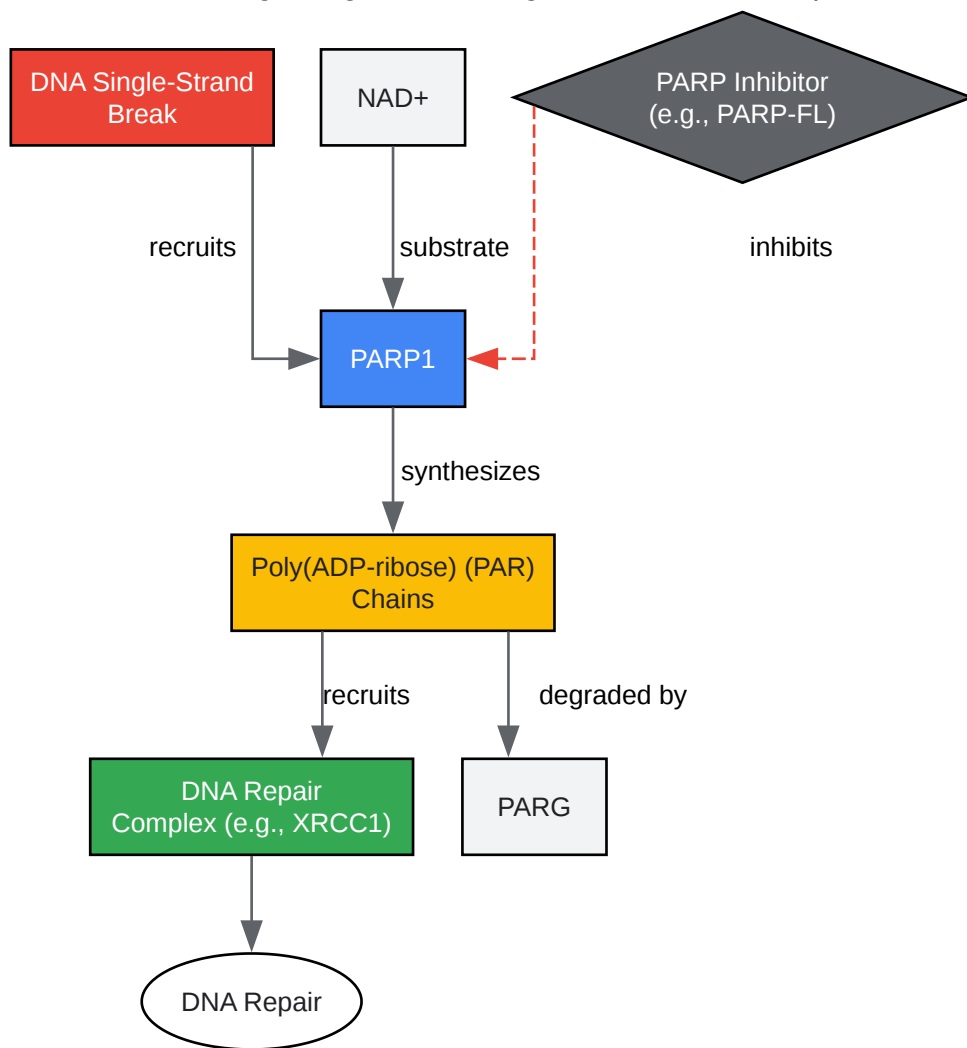 DNA Single-Strand
Break
NAD+
PARP Inhibitor
(e.g., PARP-FL)
recruits
substrate
inhibits
PARP1
synthesizes
Poly(ADP-ribose) (PAR)
Chains
recruits
degraded by
DNA Repair
Complex (e.g., XRCC1)
PARG
DNA Repair